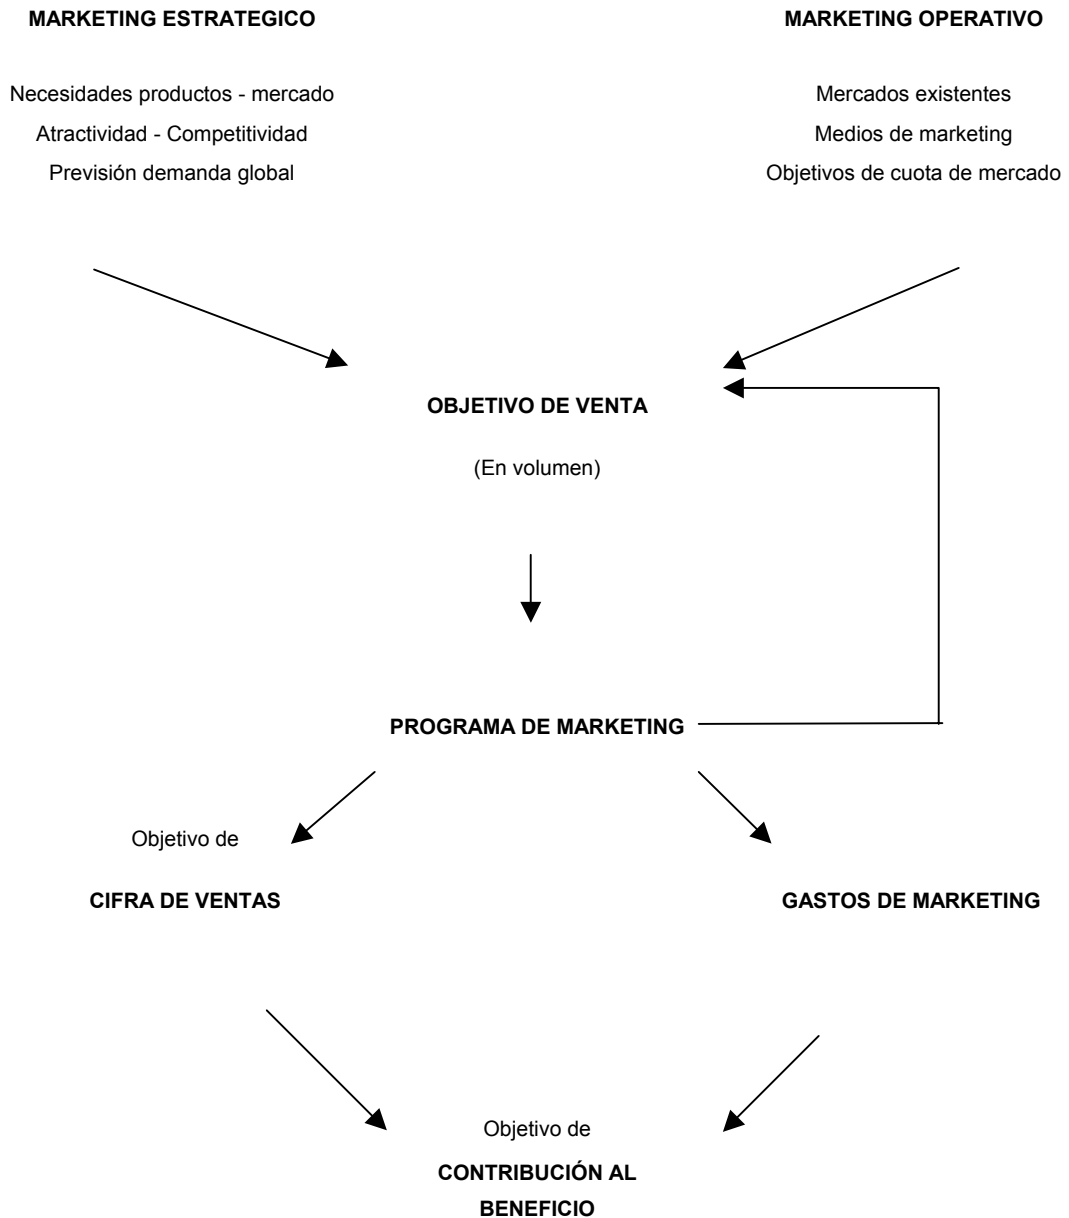 MARKETING ESTRATEGICO
MARKETING OPERATIVO
Necesidades productos - mercado
Mercados existentes
Atractividad - Competitividad
Medios de marketing
Previsión demanda global
Objetivos de cuota de mercado
OBJETIVO DE VENTA
(En volumen)
PROGRAMA DE MARKETING
Objetivo de
CIFRA DE VENTAS
GASTOS DE MARKETING
Objetivo de
CONTRIBUCIÓN AL
BENEFICIO